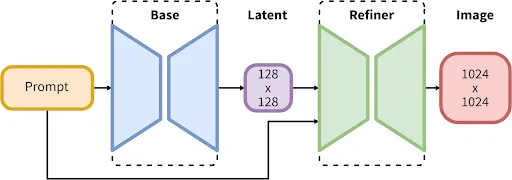 Base
Latent
Refiner
Image
Prompt
128
x
128
1024
x
1024